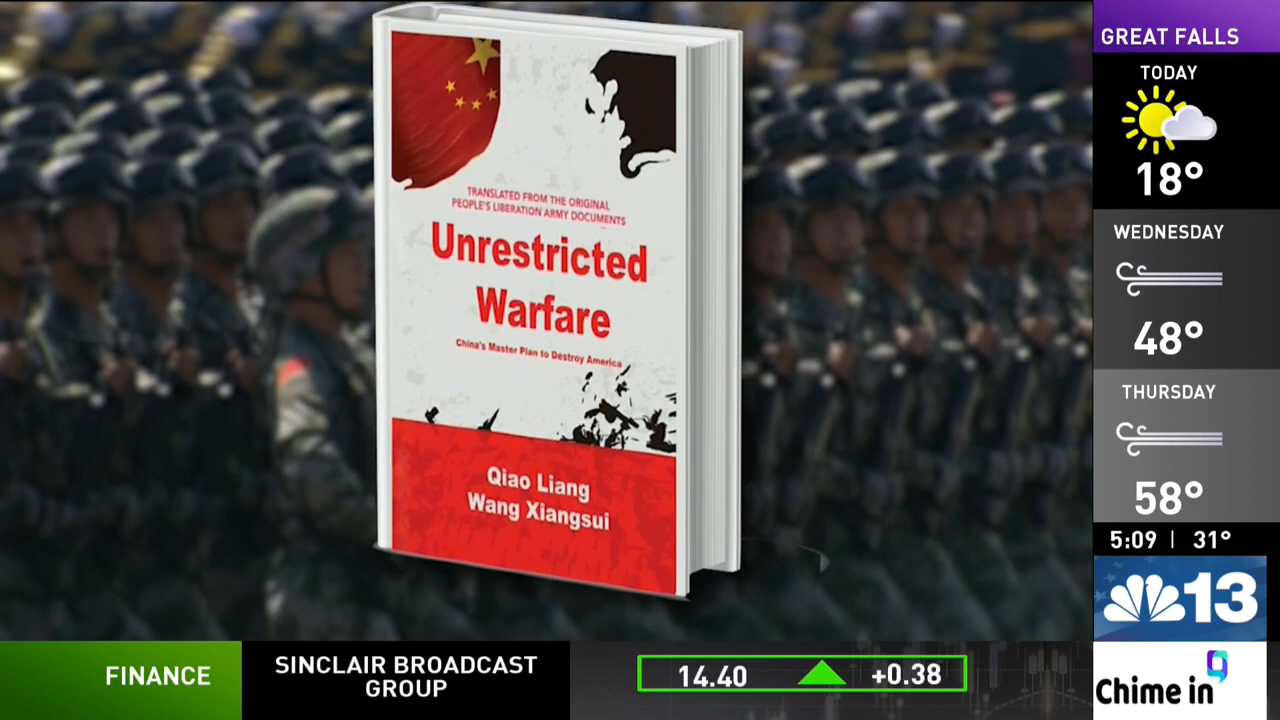 TRANSLATED FROM THE ORIGINAL
PEOPLE'S LIBERATION ARMY DOCUMENTS
Unrestricted
Warfare
China's Master Plan to Destroy America
Qiao Liang
Wang Xiangsui
GREAT FALLS
TODAY
18°
WEDNESDAY
48°
THURSDAY
58°
5:09 | 31°
13
Chime in
FINANCE
SINCLAIR BROADCAST
GROUP
14.40
+0.38